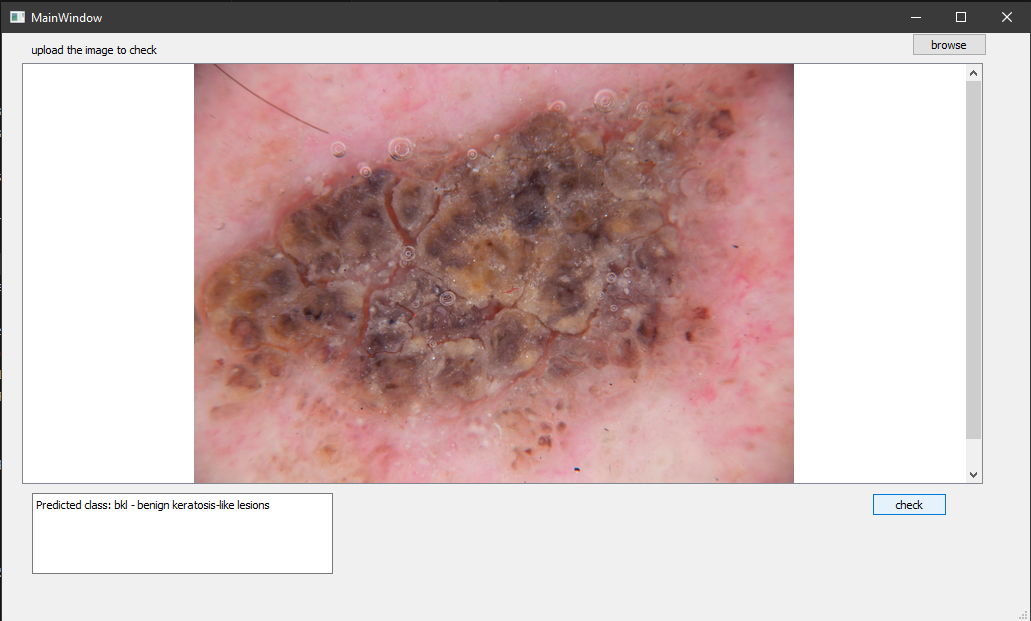 MainWindow
upload the image to check
browse
Predicted class: bkl - benign keratosis-like lesions
check